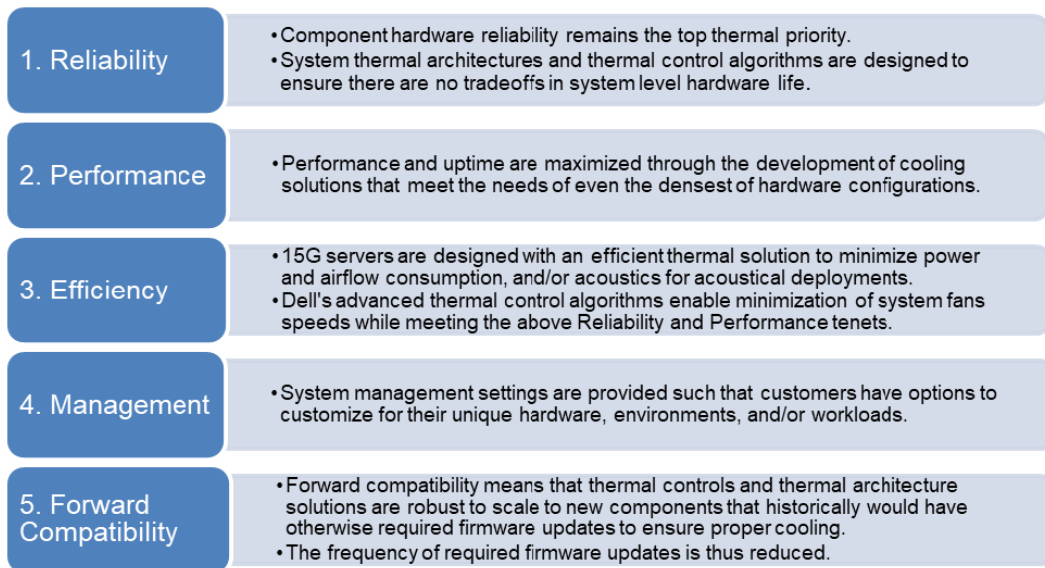 1. Reliability
•Component hardware reliability remains the top thermal priority.
•System thermal architectures and thermal control algorithms are designed to
ensure there are no tradeoffs in system level hardware life.
2. Performance
•Performance and uptime are maximized through the development of cooling
solutions that meet the needs of even the densest of hardware configurations.
3. Efficiency
•15G servers are designed with an efficient thermal solution to minimize power
and airflow consumption, and/or acoustics for acoustical deployments.
•Dell's advanced thermal control algorithms enable minimization of system fans
speeds while meeting the above Reliability and Performance tenets.
4. Management
•System management settings are provided such that customers have options to
customize for their unique hardware, environments, and/or workloads.
5. Forward
Compatibility
•Forward compatibility means that thermal controls and thermal architecture
solutions are robust to scale to new components that historically would have
otherwise required firmware updates to ensure proper cooling.
•The frequency of required firmware updates is thus reduced.